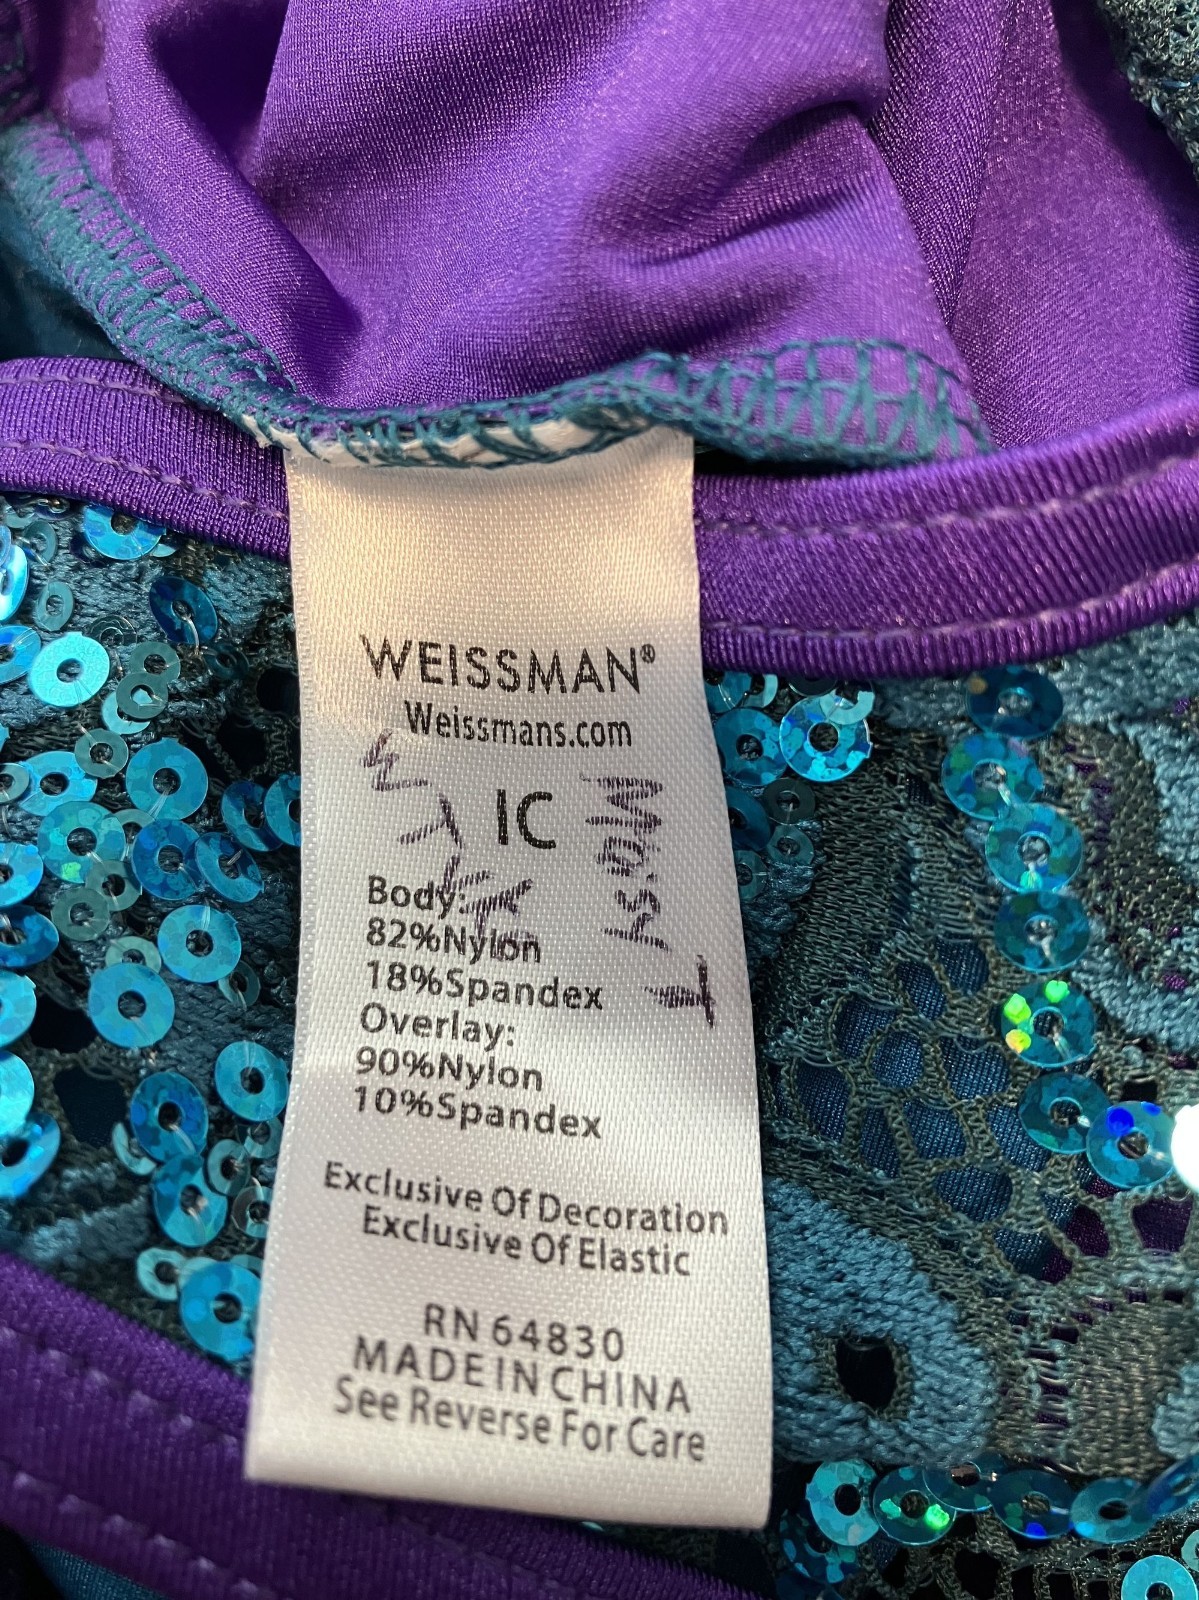 WEISSMAN®
Weissmans.com
IC
Body:
82%Nylon
18%Spandex
Overlay:
90%Nylon
10%Spandex
Exclusive Of Decoration
Exclusive Of Elastic
RN 64830
MADE IN CHINA
See Reverse For Care